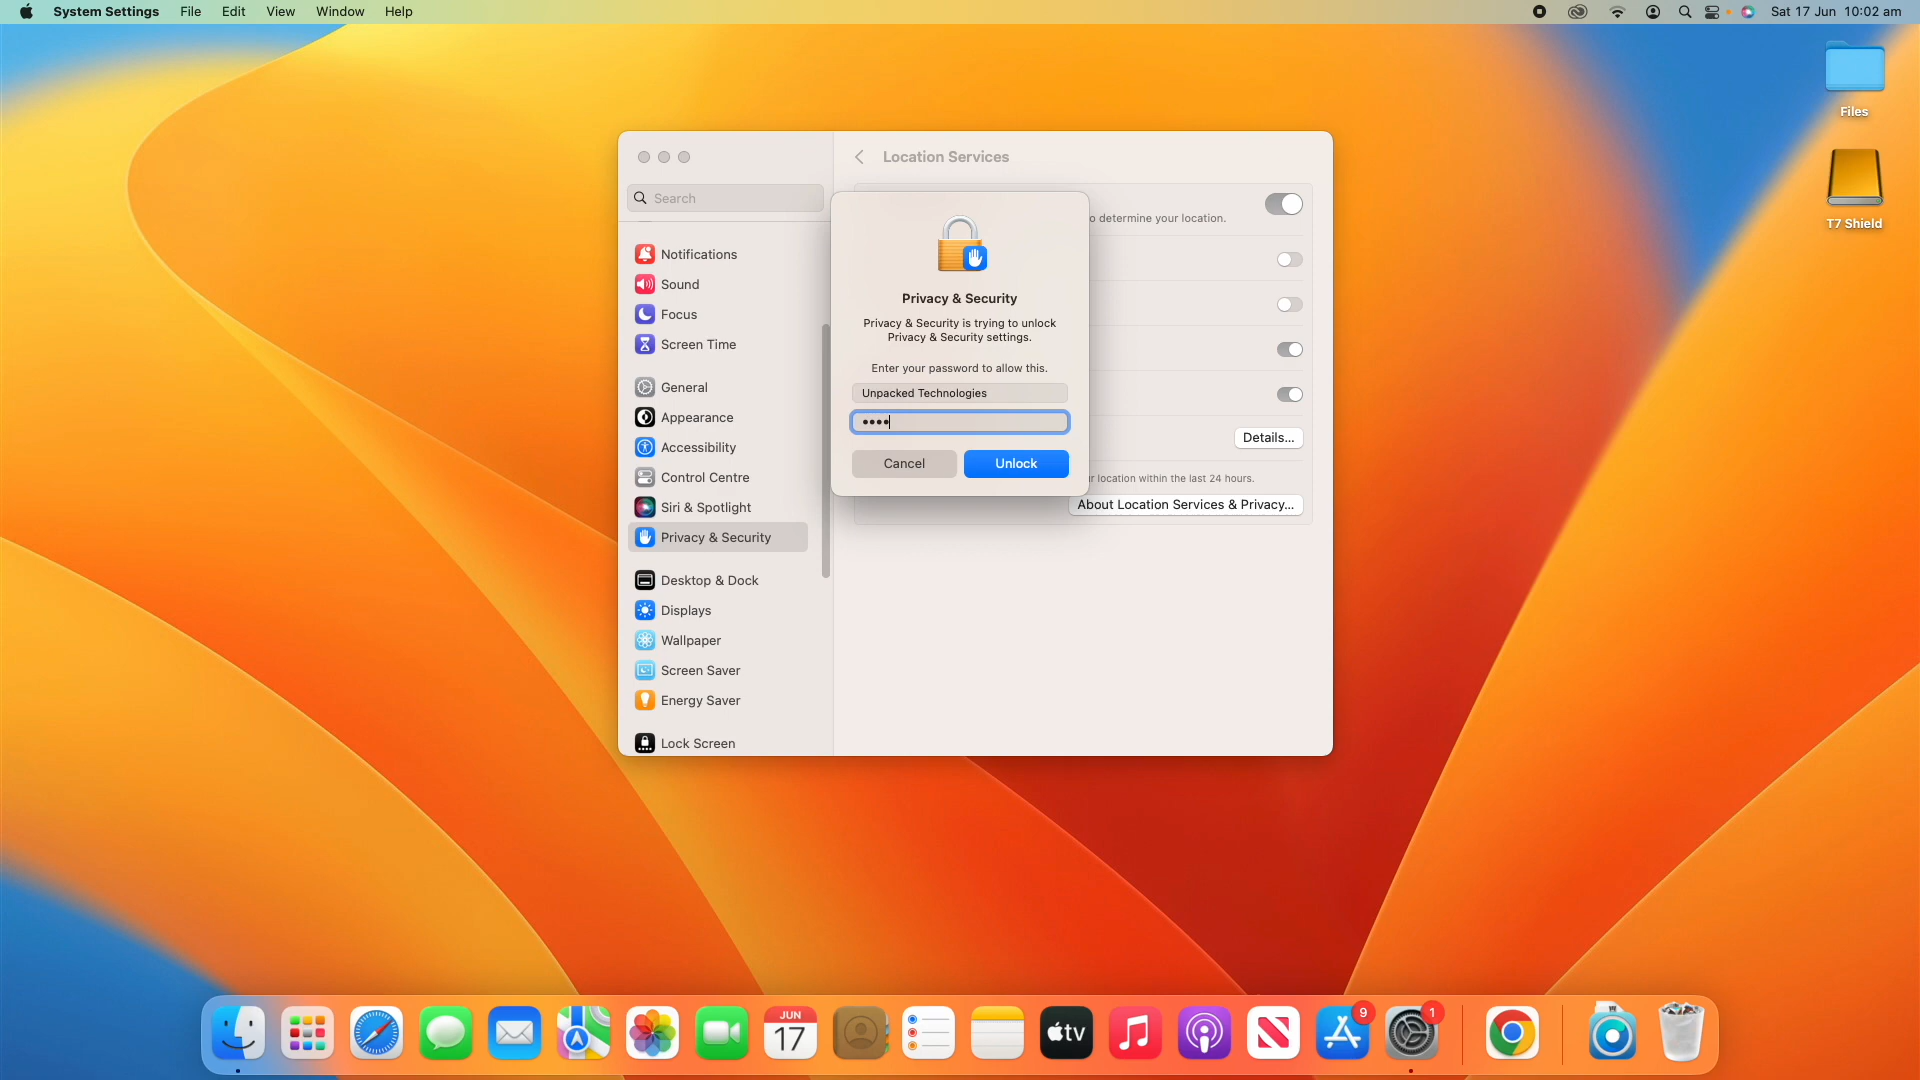 System Settings File Edit View Window Help
Sat 17 Jun 10:02 am
Files
T7 Shield
Search
Notifications
Sound
Focus
Screen Time
General
Appearance
Accessibility
Control Centre
Siri & Spotlight
Privacy & Security
Desktop & Dock
Displays
Wallpaper
Screen Saver
Energy Saver
Lock Screen
Location Services
o determine your location.
Details...
r location within the last 24 hours.
About Location Services & Privacy...
Privacy & Security
Privacy & Security is trying to unlock
Privacy & Security settings.
Enter your password to allow this.
Unpacked Technologies
••••
Cancel
Unlock
JUN
17
tv
9
1